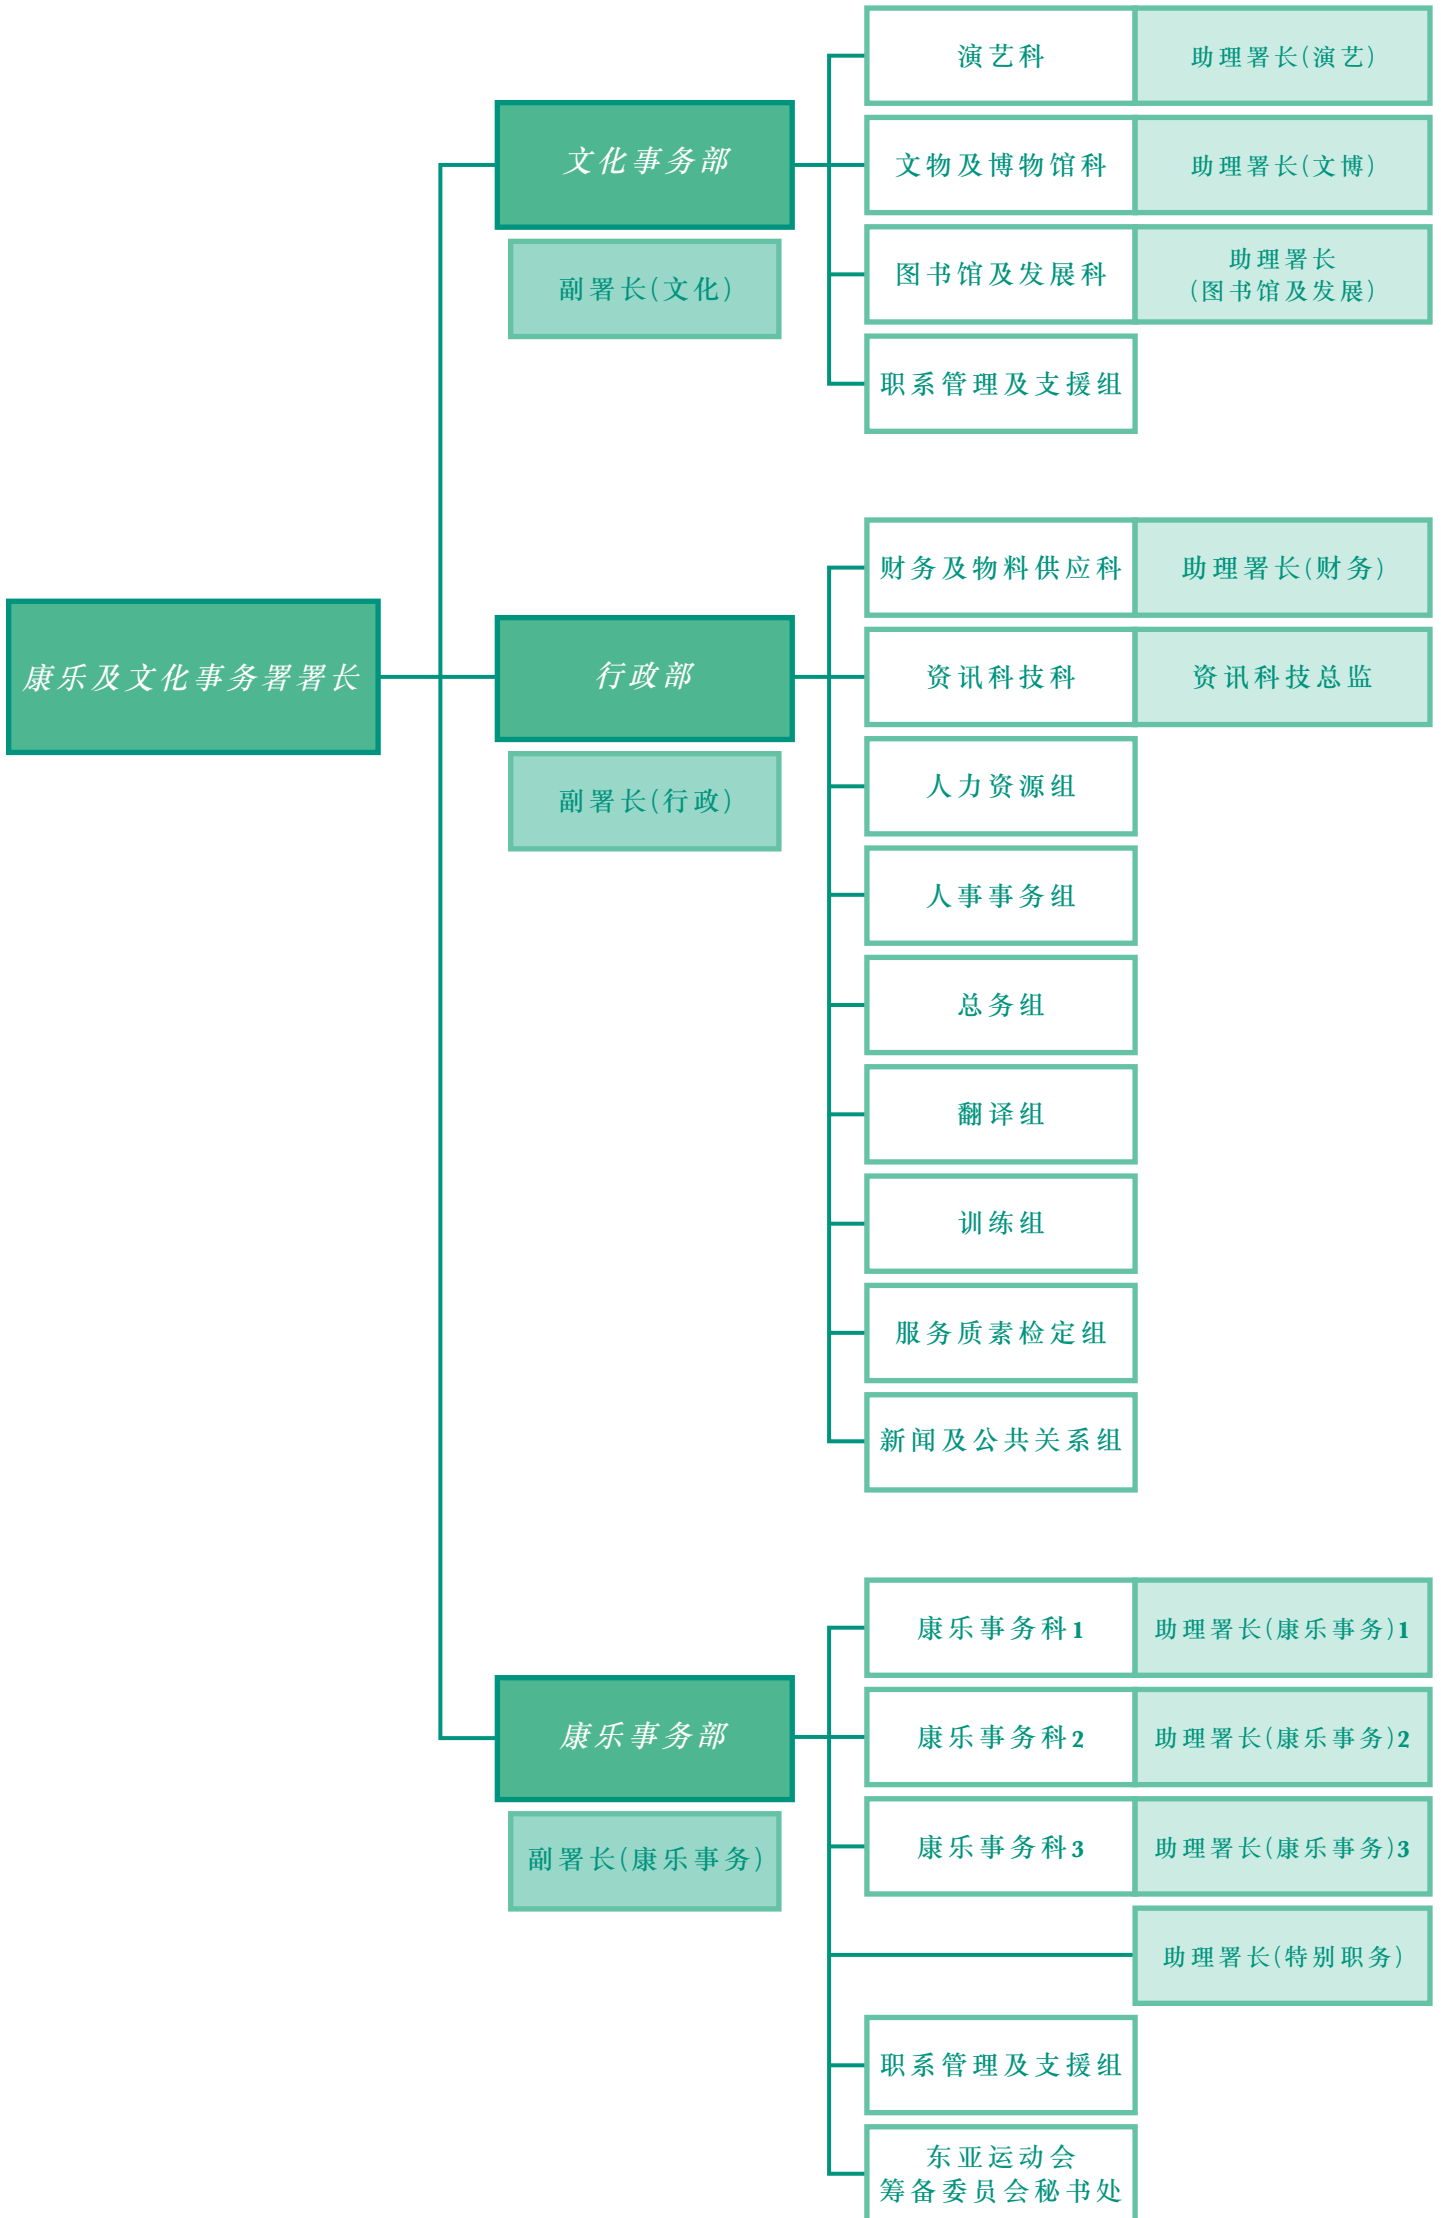 康乐及文化事务署署长
文化事务部
副署长(文化)
演艺科
助理署长(演艺)
文物及博物馆科
助理署长(文博)
图书馆及发展科
助理署长
(图书馆及发展)
职系管理及支援组
行政部
副署长(行政)
财务及物料供应科
助理署长(财务)
资讯科技科
资讯科技总监
人力资源组
人事事务组
总务组
翻译组
训练组
服务质素检定组
新闻及公共关系组
康乐事务部
副署长(康乐事务)
康乐事务科1
助理署长(康乐事务)1
康乐事务科2
助理署长(康乐事务)2
康乐事务科3
助理署长(康乐事务)3
助理署长(特别职务)
职系管理及支援组
东亚运动会
筹备委员会秘书处